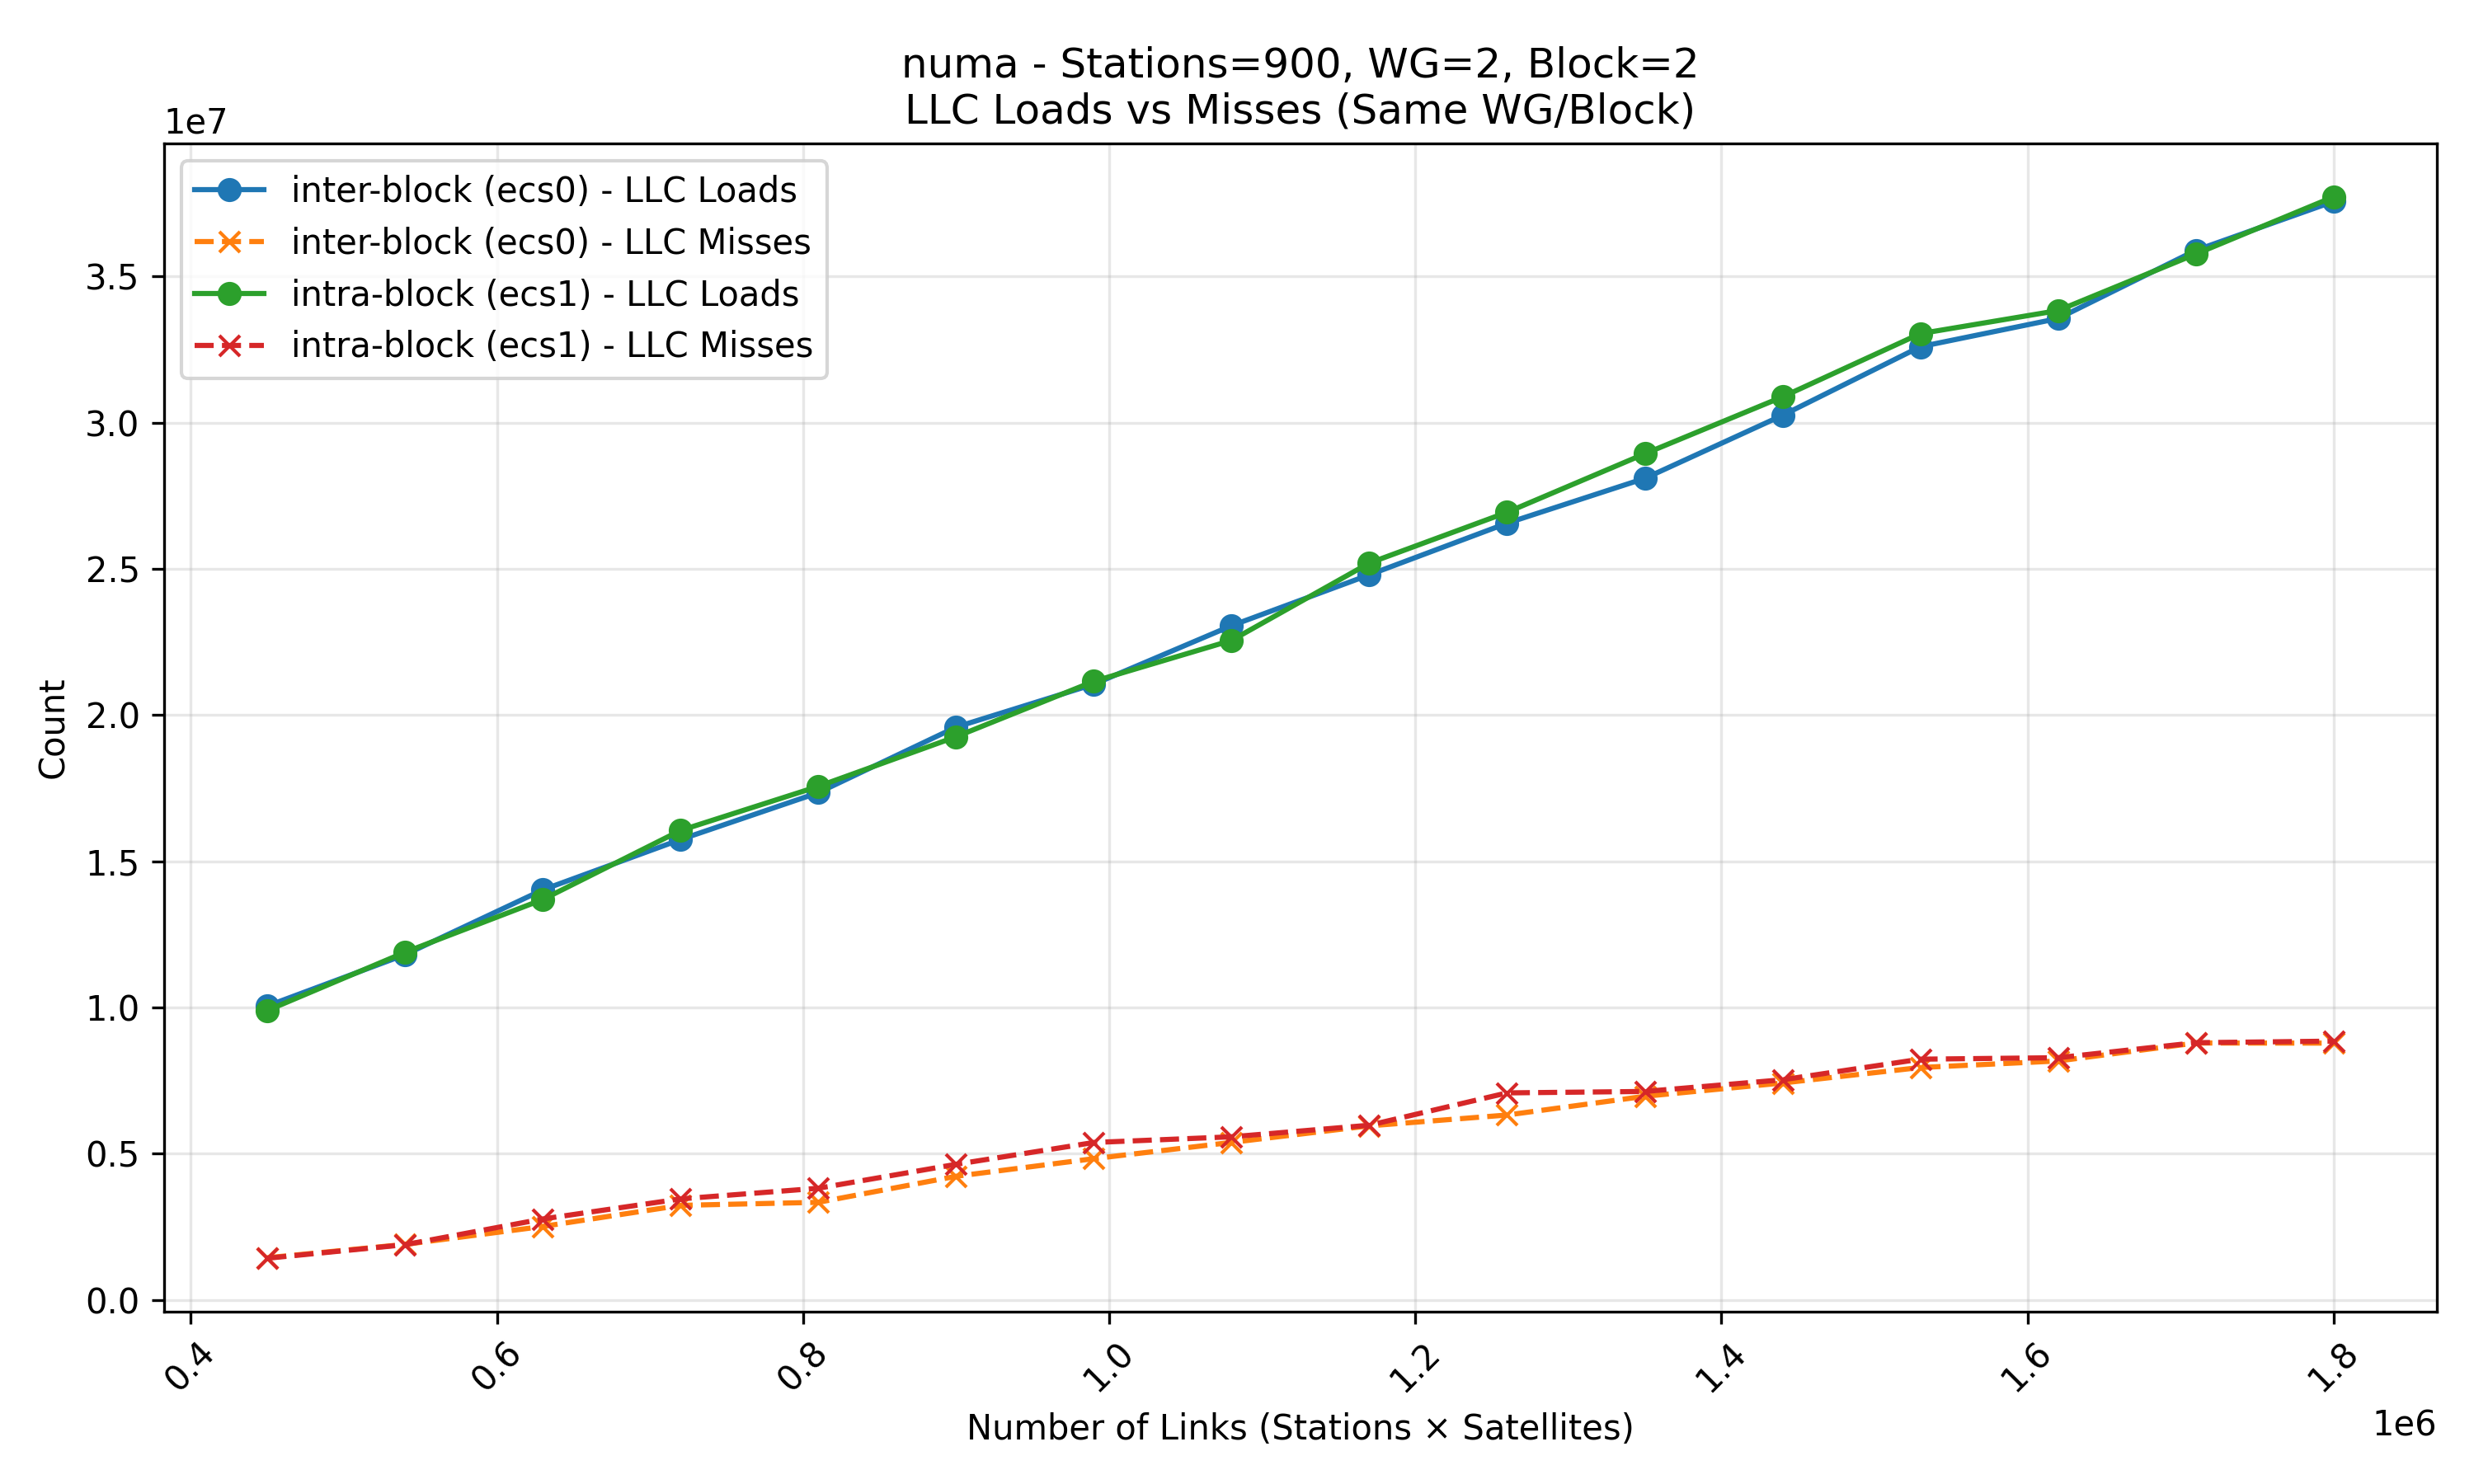 numa - Stations=900, WG=2, Block=2
LLC Loads vs Misses (Same WG/Block)
1e7
inter-block (ecs0) - LLC Loads
inter-block (ecs0) - LLC Misses
intra-block (ecs1) - LLC Loads
intra-block (ecs1) - LLC Misses
3.5
3.0
2.5
2.0
1.5
1.0
0.5
0.0
Count
0.4
0.6
0.8
1.0
1.2
1.4
1.6
1.8
1e6
Number of Links (Stations × Satellites)